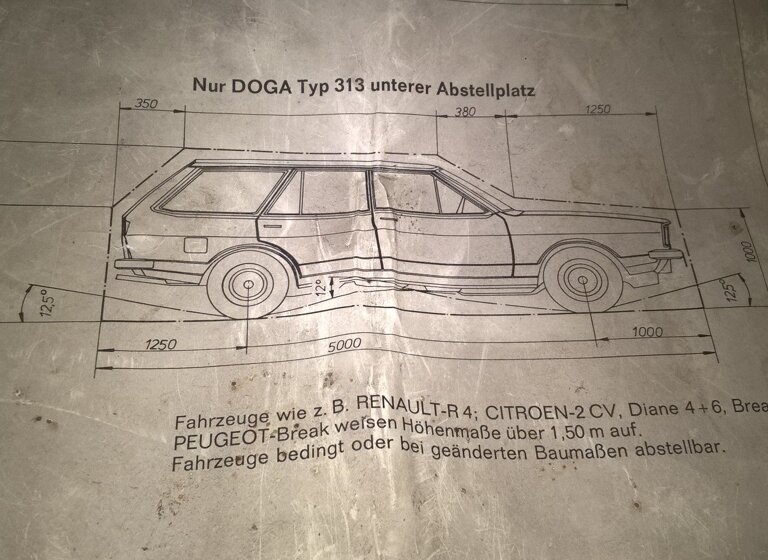 Nur DOGA Typ 313 unterer Abstellplatz
350
380
1250
1000
12,5°
12°
12,5°
1250
5000
1000
Fahrzeuge wie z. B. RENAULT-R 4; CITROEN-2 CV, Diane 4 + 6, Brea
PEUGEOT-Break weisen Höhenmaße über 1,50 m auf.
Fahrzeuge bedingt oder bei geänderten Baumaßen abstellbar.